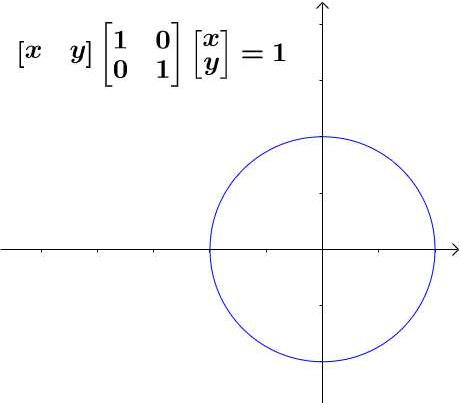 [x y] [1 0; 0 1] [x; y] = 1